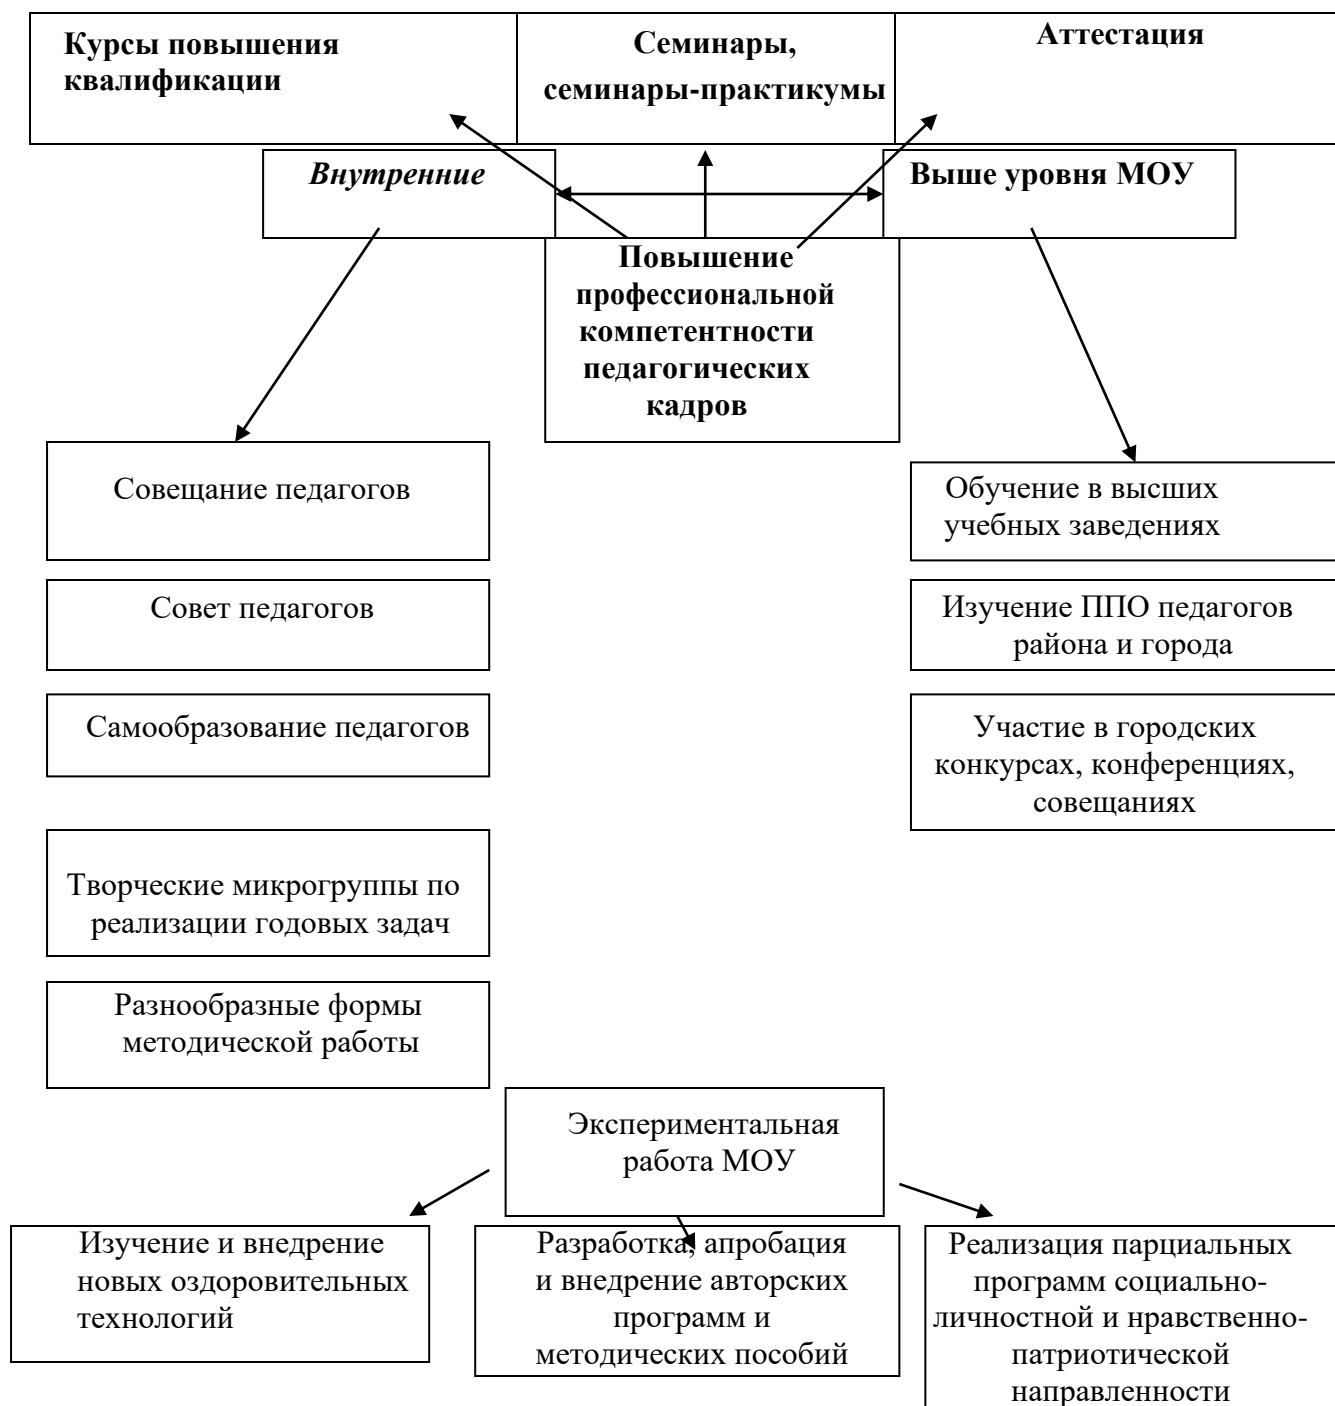 Курсы повышения
квалификации
Семинары,
семинары-практикумы
Аттестация
Внутренние
Выше уровня МОУ
Повышение
профессиональной
компетентности
педагогических
кадров
Совещание педагогов
Обучение в высших
учебных заведениях
Совет педагогов
Изучение ППО педагогов
района и города
Самообразование педагогов
Участие в городских
конкурсах, конференциях,
совещаниях
Творческие микрогруппы по
реализации годовых задач
Разнообразные формы
методической работы
Экспериментальная
работа МОУ
Изучение и внедрение
новых оздоровительных
технологий
Разработка, апробация
и внедрение авторских
программ и
методических пособий
Реализация парциальных
программ социально-
личностной и нравственно-
патриотической
направленности